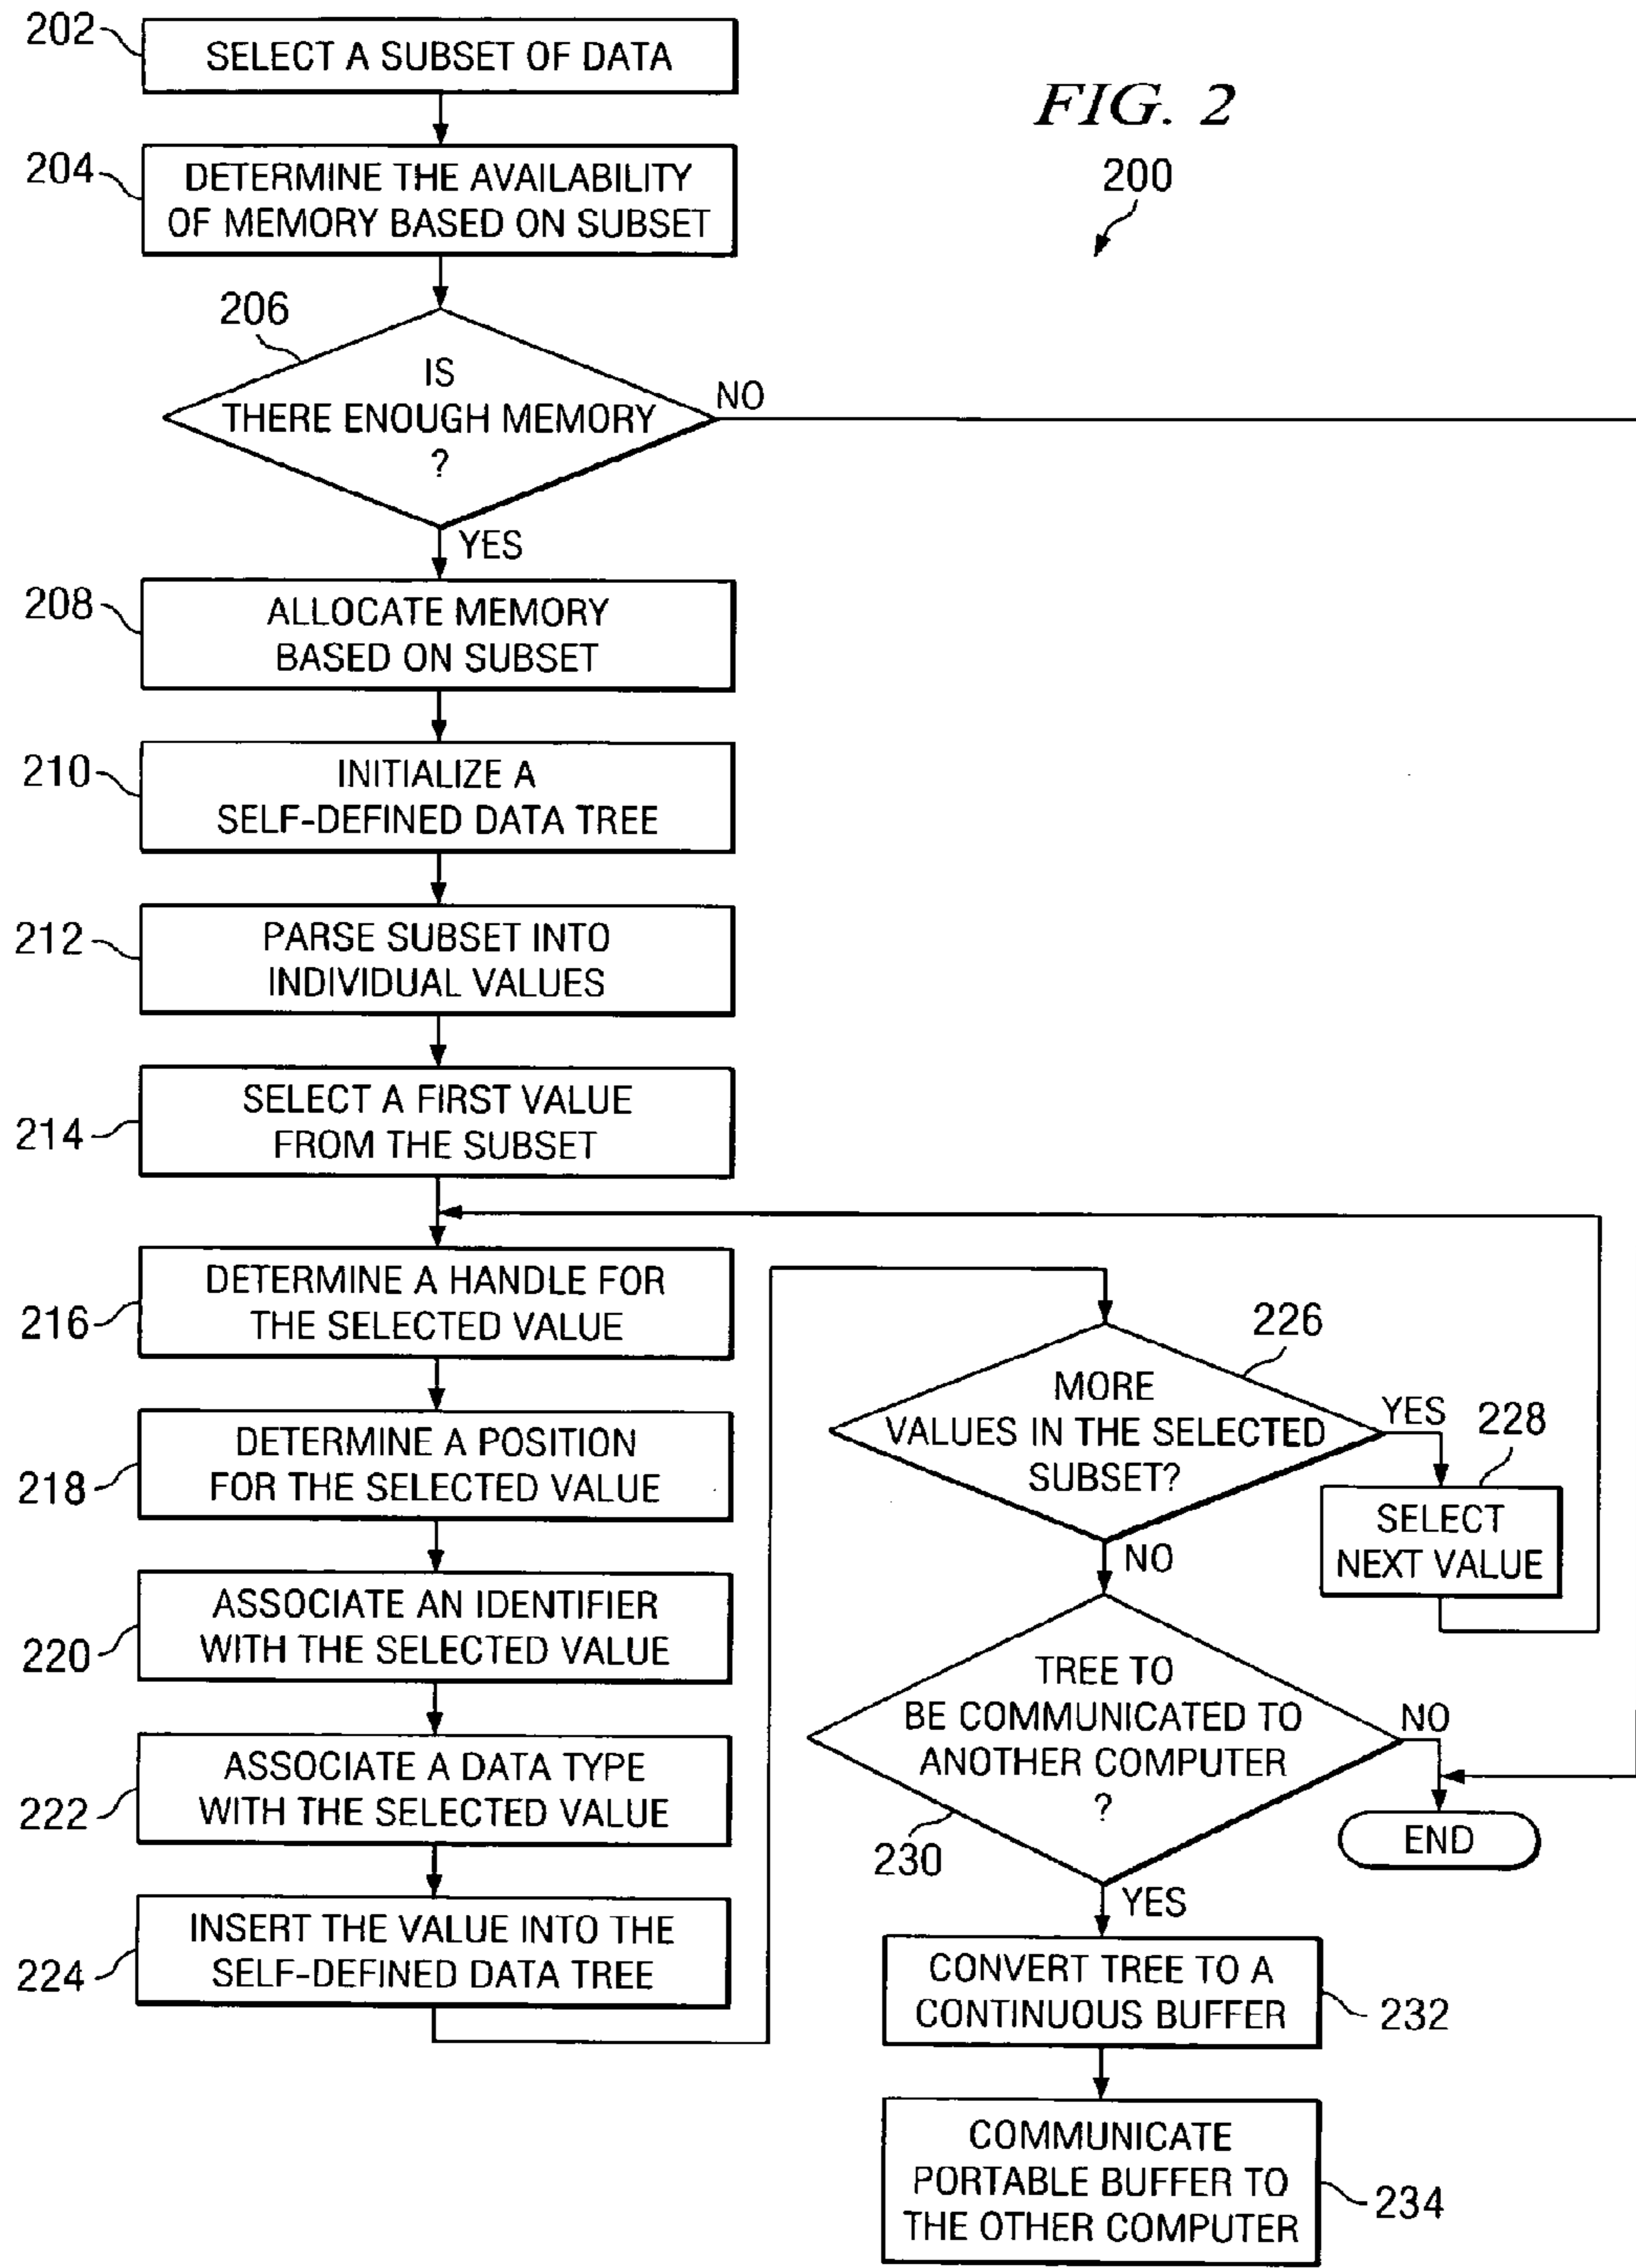 202
SELECT A SUBSET OF DATA
FIG. 2
200
204
DETERMINE THE AVAILABILITY
OF MEMORY BASED ON SUBSET
206
IS
THERE ENOUGH MEMORY
?
NO
YES
208
ALLOCATE MEMORY
BASED ON SUBSET
210
INITIALIZE A
SELF-DEFINED DATA TREE
212
PARSE SUBSET INTO
INDIVIDUAL VALUES
214
SELECT A FIRST VALUE
FROM THE SUBSET
216
DETERMINE A HANDLE FOR
THE SELECTED VALUE
218
DETERMINE A POSITION
FOR THE SELECTED VALUE
220
ASSOCIATE AN IDENTIFIER
WITH THE SELECTED VALUE
222
ASSOCIATE A DATA TYPE
WITH THE SELECTED VALUE
224
INSERT THE VALUE INTO THE
SELF-DEFINED DATA TREE
226
MORE
VALUES IN THE SELECTED
SUBSET?
YES
228
SELECT
NEXT VALUE
NO
TREE TO
BE COMMUNICATED TO
ANOTHER COMPUTER
?
NO
230
END
YES
CONVERT TREE TO A
CONTINUOUS BUFFER
232
COMMUNICATE
PORTABLE BUFFER TO
THE OTHER COMPUTER
234